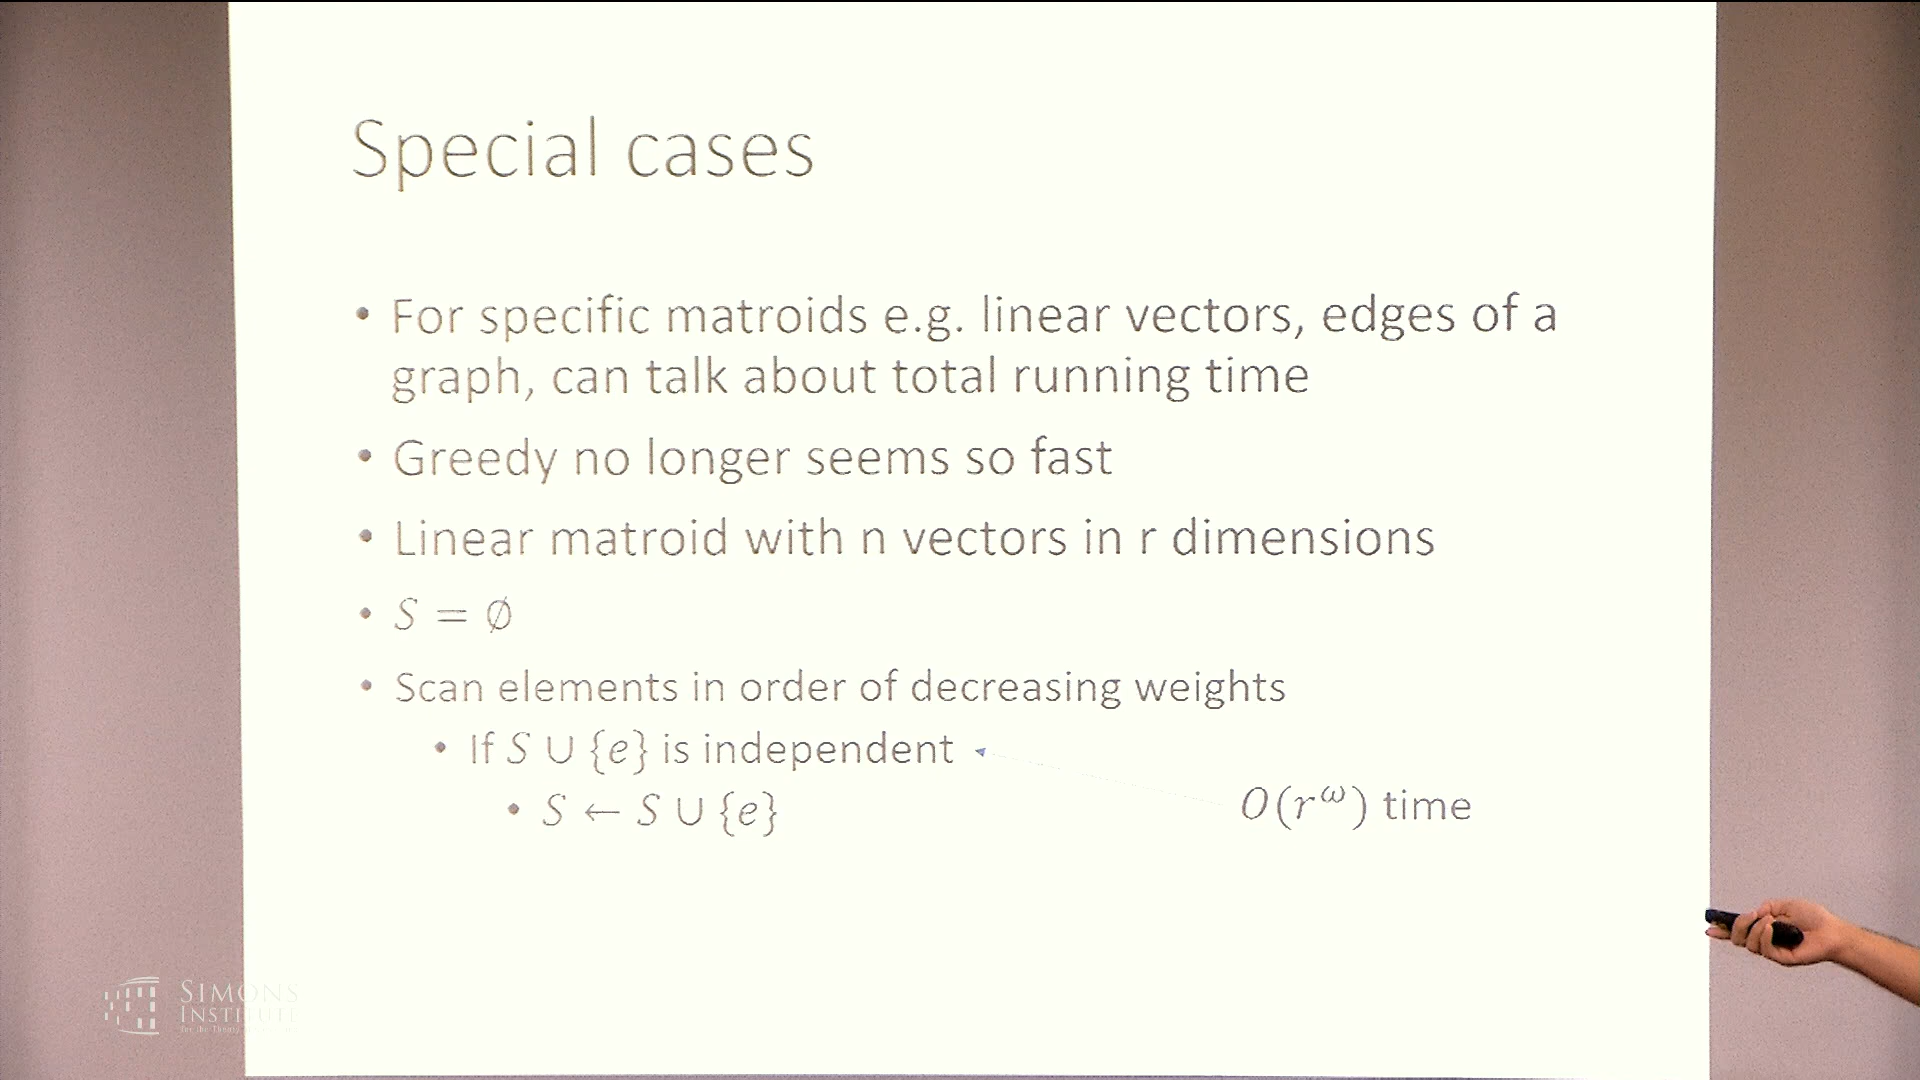 Special cases
• For specific matroids e.g. linear vectors, edges of a
graph, can talk about total running time
• Greedy no longer seems so fast
• Linear matroid with n vectors in r dimensions
• S = ∅
• Scan elements in order of decreasing weights
• If S ∪ {e} is independent
• S ← S ∪ {e}
O(r^ω) time
SIMONS
INSTITUTE